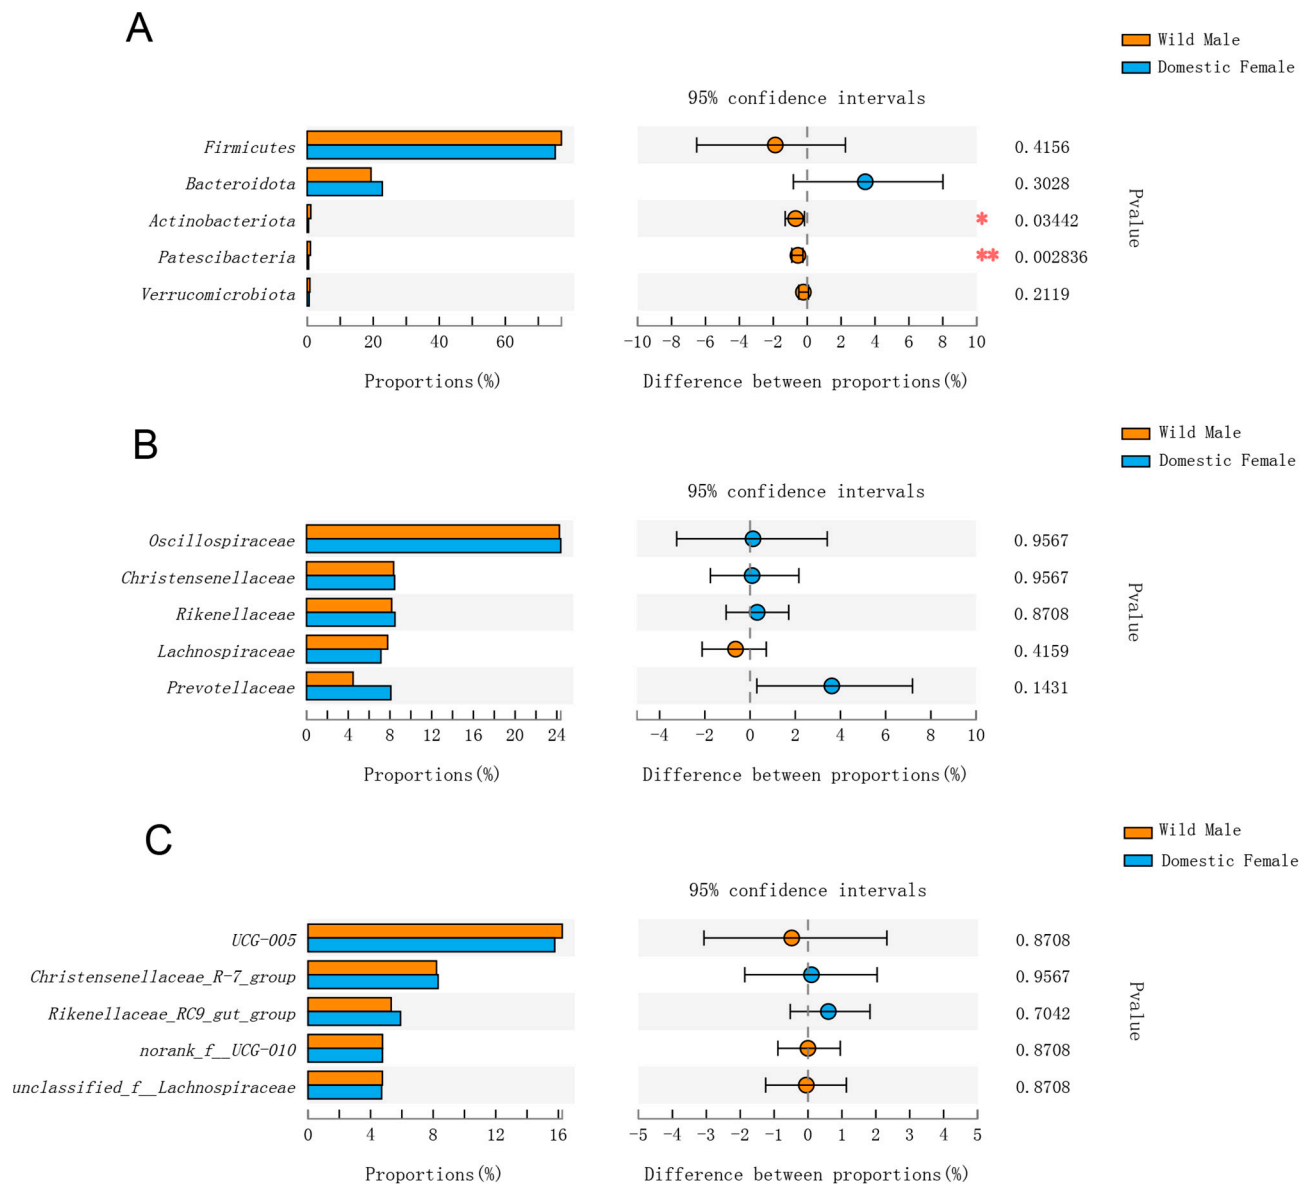 A
Wild Male
Domestic Female
95% confidence intervals
Firmicutes 0.4156
Bacteroidota 0.3028
Actinobacteriota * 0.03442
Patescibacteria ** 0.002836
Verrucomicrobiota 0.2119
Pvalue
0 20 40 60 -10 -8 -6 -4 -2 0 2 4 6 8 10
Proportions(%) Difference between proportions(%)
B
Wild Male
Domestic Female
95% confidence intervals
Oscillospiraceae 0.9567
Christensenellaceae 0.9567
Rikenellaceae 0.8708
Lachnospiraceae 0.4159
Prevotellaceae 0.1431
Pvalue
0 4 8 12 16 20 24 -4 -2 0 2 4 6 8 10
Proportions(%) Difference between proportions(%)
C
Wild Male
Domestic Female
95% confidence intervals
UCG-005 0.8708
Christensenellaceae_R-7_group 0.9567
Rikenellaceae_RC9_gut_group 0.7042
norank_f__UCG-010 0.8708
unclassified_f__Lachnospiraceae 0.8708
Pvalue
0 4 8 12 16 -5 -4 -3 -2 -1 0 1 2 3 4 5
Proportions(%) Difference between proportions(%)